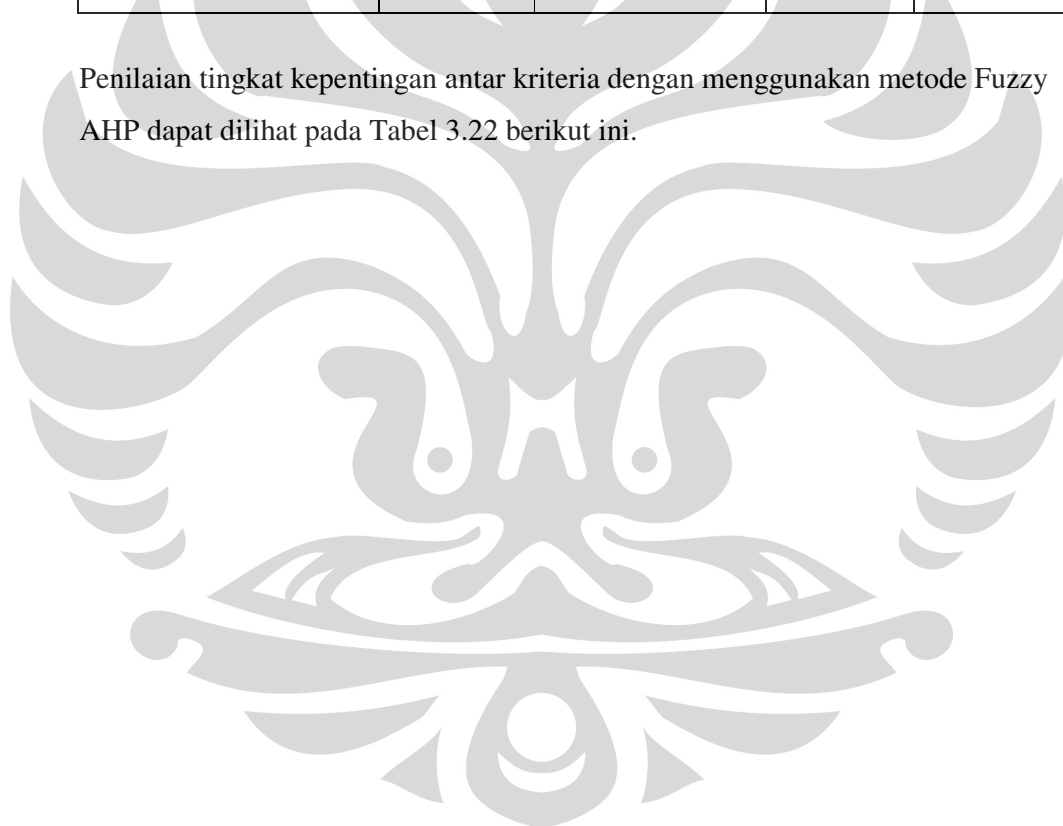 Penilaian tingkat kepentingan antar kriteria dengan menggunakan metode Fuzzy
AHP dapat dilihat pada Tabel 3.22 berikut ini.